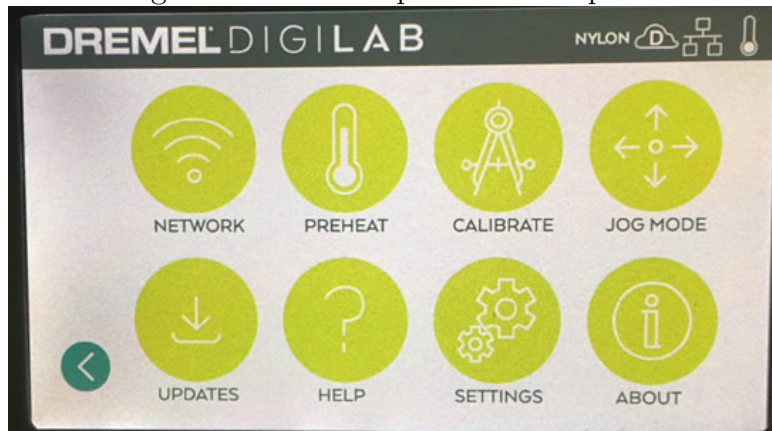 DREMEL DIGILAB
NYLON D
NETWORK PREHEAT CALIBRATE JOG MODE
UPDATES HELP SETTINGS ABOUT